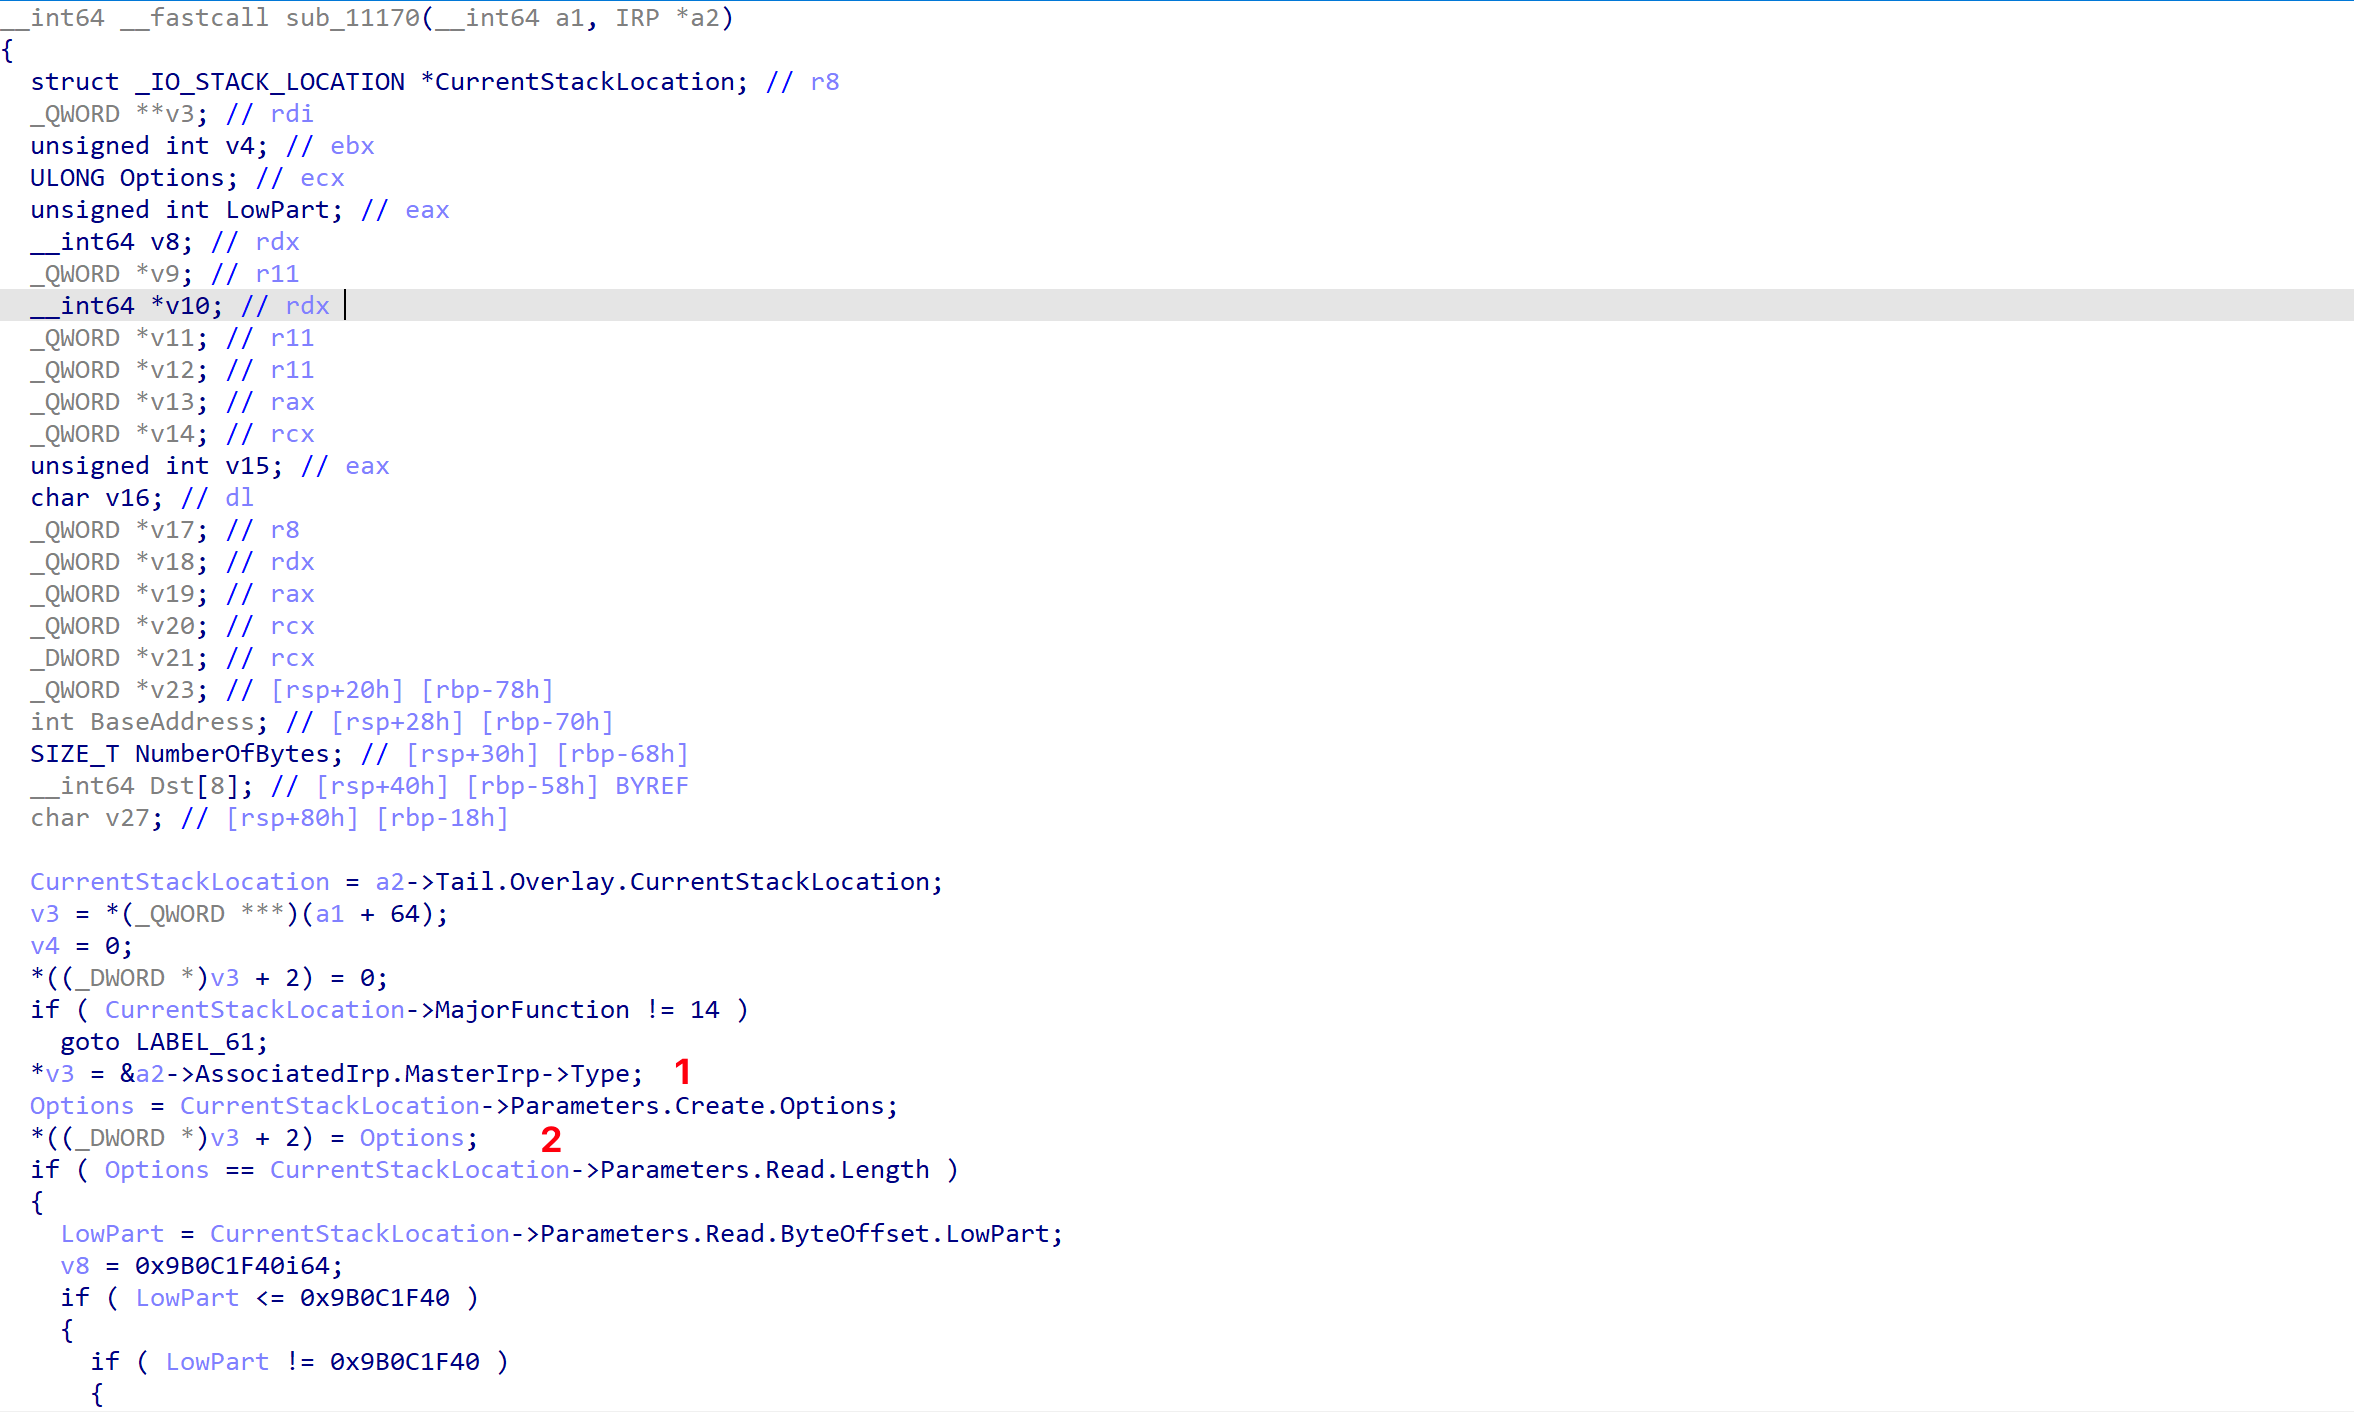 __int64 __fastcall sub_11170(__int64 a1, IRP *a2)
{
  struct _IO_STACK_LOCATION *CurrentStackLocation; // r8
  _QWORD **v3; // rdi
  unsigned int v4; // ebx
  ULONG Options; // ecx
  unsigned int LowPart; // eax
  __int64 v8; // rdx
  _QWORD *v9; // r11
  __int64 *v10; // rdx
  _QWORD *v11; // r11
  _QWORD *v12; // r11
  _QWORD *v13; // rax
  _QWORD *v14; // rcx
  unsigned int v15; // eax
  char v16; // dl
  _QWORD *v17; // r8
  _QWORD *v18; // rdx
  _QWORD *v19; // rax
  _QWORD *v20; // rcx
  _DWORD *v21; // rcx
  _QWORD *v23; // [rsp+20h] [rbp-78h]
  int BaseAddress; // [rsp+28h] [rbp-70h]
  SIZE_T NumberOfBytes; // [rsp+30h] [rbp-68h]
  __int64 Dst[8]; // [rsp+40h] [rbp-58h] BYREF
  char v27; // [rsp+80h] [rbp-18h]

  CurrentStackLocation = a2->Tail.Overlay.CurrentStackLocation;
  v3 = *(_QWORD ***)(a1 + 64);
  v4 = 0;
  *((_DWORD *)v3 + 2) = 0;
  if ( CurrentStackLocation->MajorFunction != 14 )
    goto LABEL_61;
  *v3 = &a2->AssociatedIrp.MasterIrp->Type; 1
  Options = CurrentStackLocation->Parameters.Create.Options;
  *((_DWORD *)v3 + 2) = Options; 2
  if ( Options == CurrentStackLocation->Parameters.Read.Length )
  {
    LowPart = CurrentStackLocation->Parameters.Read.ByteOffset.LowPart;
    v8 = 0x9B0C1F40i64;
    if ( LowPart <= 0x9B0C1F40 )
    {
      if ( LowPart != 0x9B0C1F40 )
      {